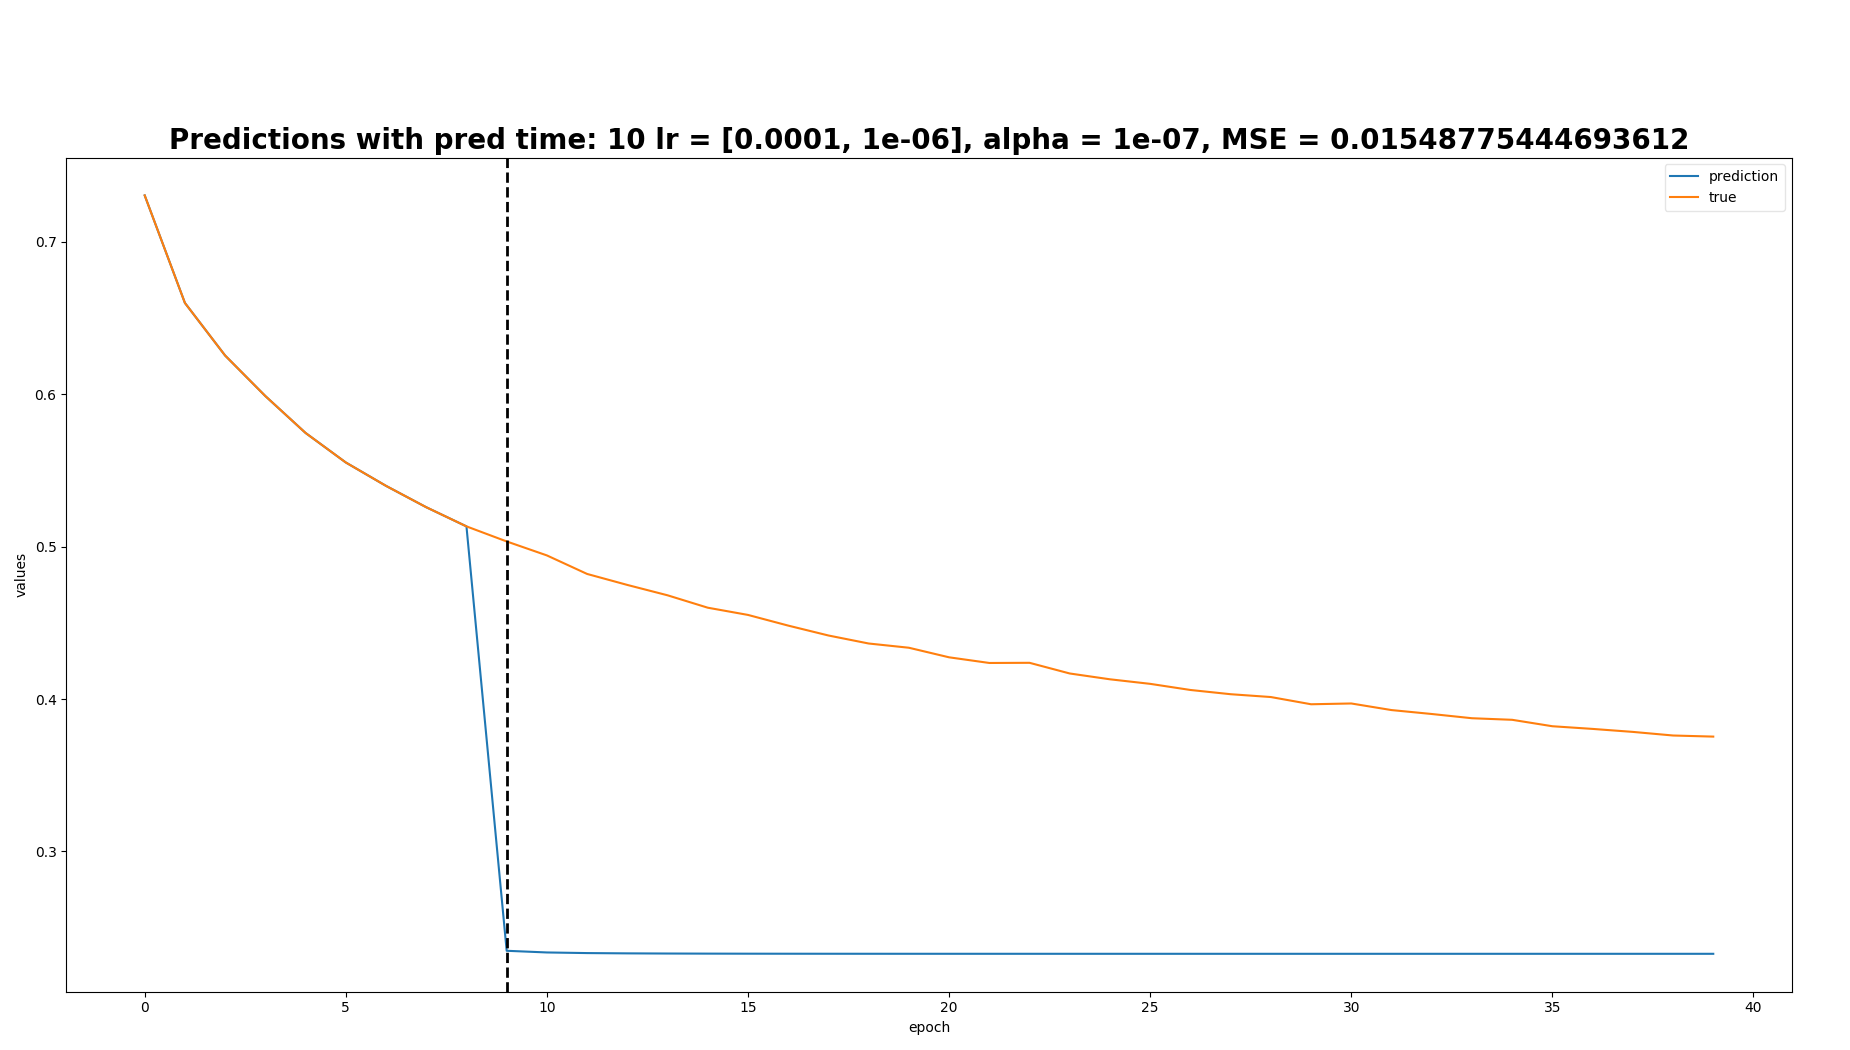 Predictions with pred time: 10 lr = [0.0001, 1e-06], alpha = 1e-07, MSE = 0.01548775444693612
prediction
true
0.7
0.6
0.5
0.4
0.3
values
0 5 10 15 20 25 30 35 40
epoch